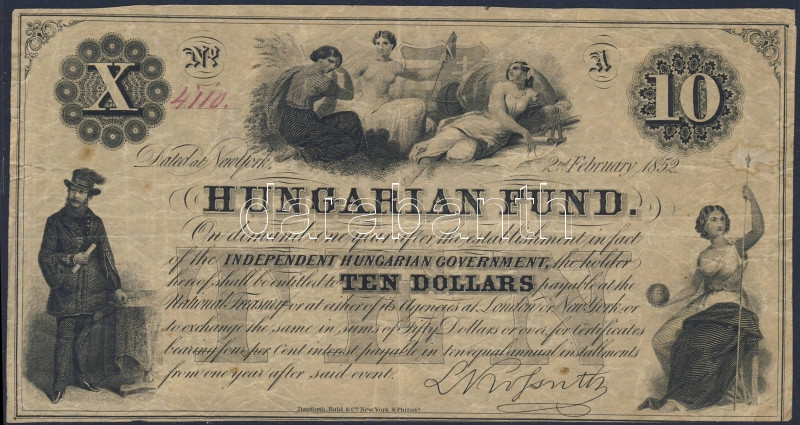 X
No
4110.
A
10
Dated at New York,
2nd February 1852.
HUNGARIAN FUND.
darabanth
On demand one year after the establishment in fact
of the INDEPENDENT HUNGARIAN GOVERNMENT, the holder
hereof shall be entitled to TEN DOLLARS payable at the
National Treasury or at either of its Agencies at London or New York, or
to exchange the same in sums of Fifty Dollars or over, for Certificates
bearing four per Cent interest payable in ten equal annual installments
from one year after said event.
Danforth, Bald, & Co. New York & Philada.